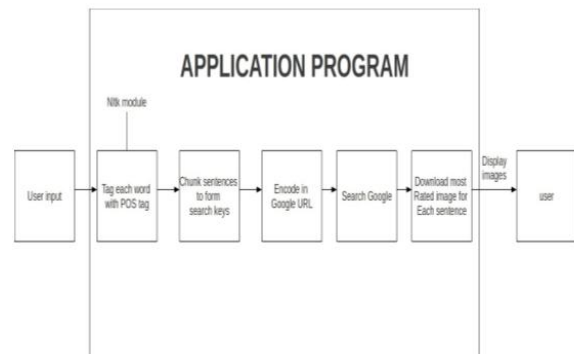 APPLICATION PROGRAM
Nltk module
User input
Tag each word
with POS tag
Chunk sentences
to form
search keys
Encode in
Google URL
Search Google
Download most
Rated image for
Each sentence
Display
images
user